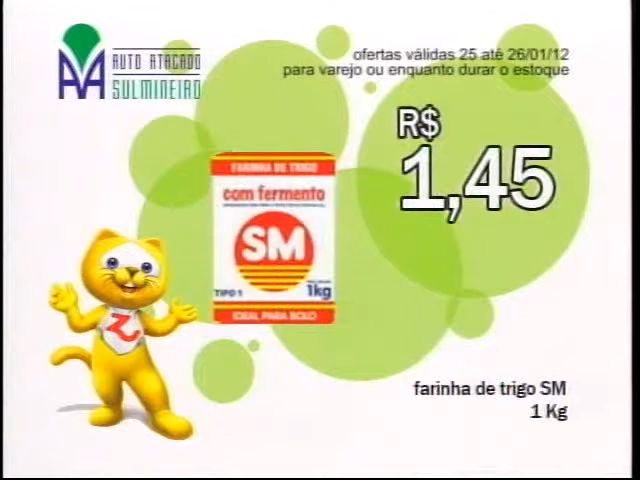 AUTO ATACADO
SULMINEIRO
ofertas válidas 25 até 26/01/12
para varejo ou enquanto durar o estoque
R$
1,45
FARINHA DE TRIGO
com fermento
SM
TIPO 1
1kg
IDEAL PARA BOLO
Z
farinha de trigo SM
1 Kg